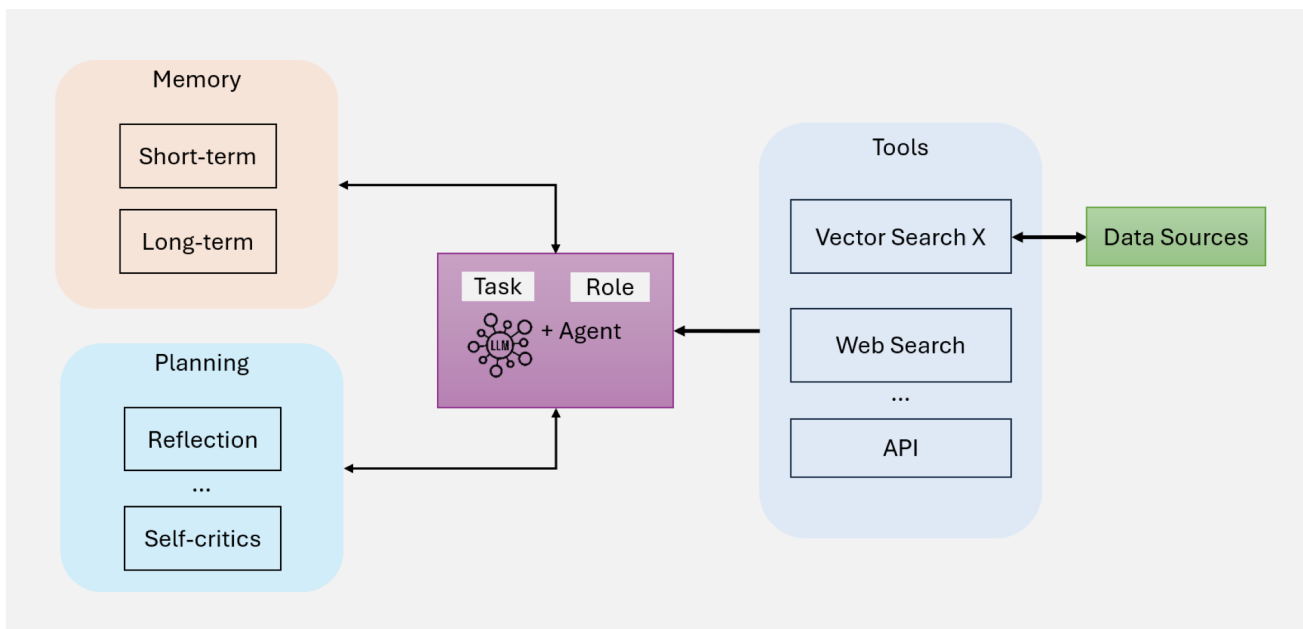 Memory
Short-term
Long-term
Planning
Reflection
...
Self-critics
Task
Role
LLM
+ Agent
Tools
Vector Search X
Web Search
...
API
Data Sources